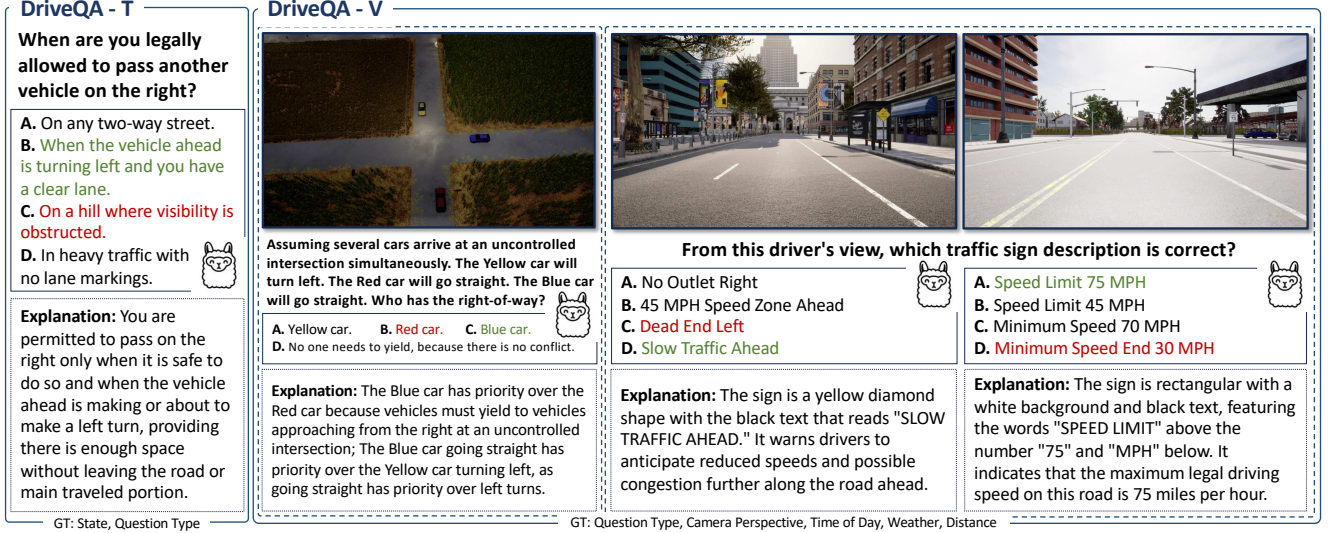 DriveQA - T
When are you legally
allowed to pass another
vehicle on the right?
A. On any two-way street.
B. When the vehicle ahead
is turning left and you have
a clear lane.
C. On a hill where visibility is
obstructed.
D. In heavy traffic with
no lane markings.
Explanation: You are
permitted to pass on the
right only when it is safe to
do so and when the vehicle
ahead is making or about to
make a left turn, providing
there is enough space
without leaving the road or
main traveled portion.
GT: State, Question Type
DriveQA - V
Assuming several cars arrive at an uncontrolled
intersection simultaneously. The Yellow car will
turn left. The Red car will go straight. The Blue car
will go straight. Who has the right-of-way?
A. Yellow car. B. Red car. C. Blue car.
D. No one needs to yield, because there is no conflict.
Explanation: The Blue car has priority over the
Red car because vehicles must yield to vehicles
approaching from the right at an uncontrolled
intersection; The Blue car going straight has
priority over the Yellow car turning left, as
going straight has priority over left turns.
From this driver's view, which traffic sign description is correct?
A. No Outlet Right
B. 45 MPH Speed Zone Ahead
C. Dead End Left
D. Slow Traffic Ahead
Explanation: The sign is a yellow diamond
shape with the black text that reads "SLOW
TRAFFIC AHEAD." It warns drivers to
anticipate reduced speeds and possible
congestion further along the road ahead.
A. Speed Limit 75 MPH
B. Speed Limit 45 MPH
C. Minimum Speed 70 MPH
D. Minimum Speed End 30 MPH
Explanation: The sign is rectangular with a
white background and black text, featuring
the words "SPEED LIMIT" above the
number "75" and "MPH" below. It
indicates that the maximum legal driving
speed on this road is 75 miles per hour.
GT: Question Type, Camera Perspective, Time of Day, Weather, Distance